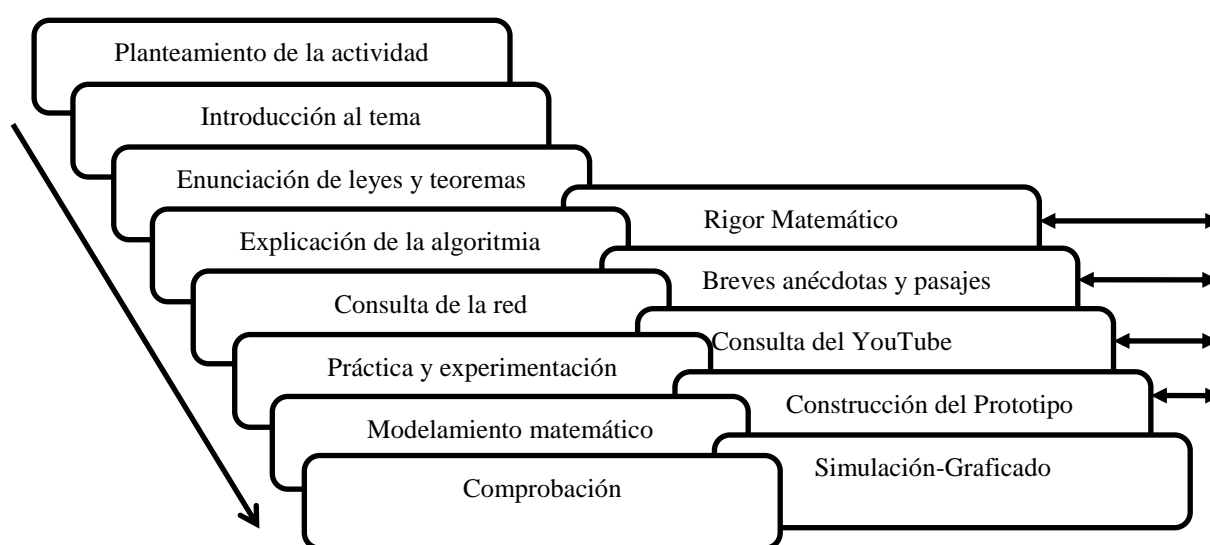 Planteamiento de la actividad
Introducción al tema
Enunciación de leyes y teoremas
Explicación de la algoritmia
Consulta de la red
Práctica y experimentación
Modelamiento matemático
Comprobación
Rigor Matemático
Breves anécdotas y pasajes
Consulta del YouTube
Construcción del Prototipo
Simulación-Graficado